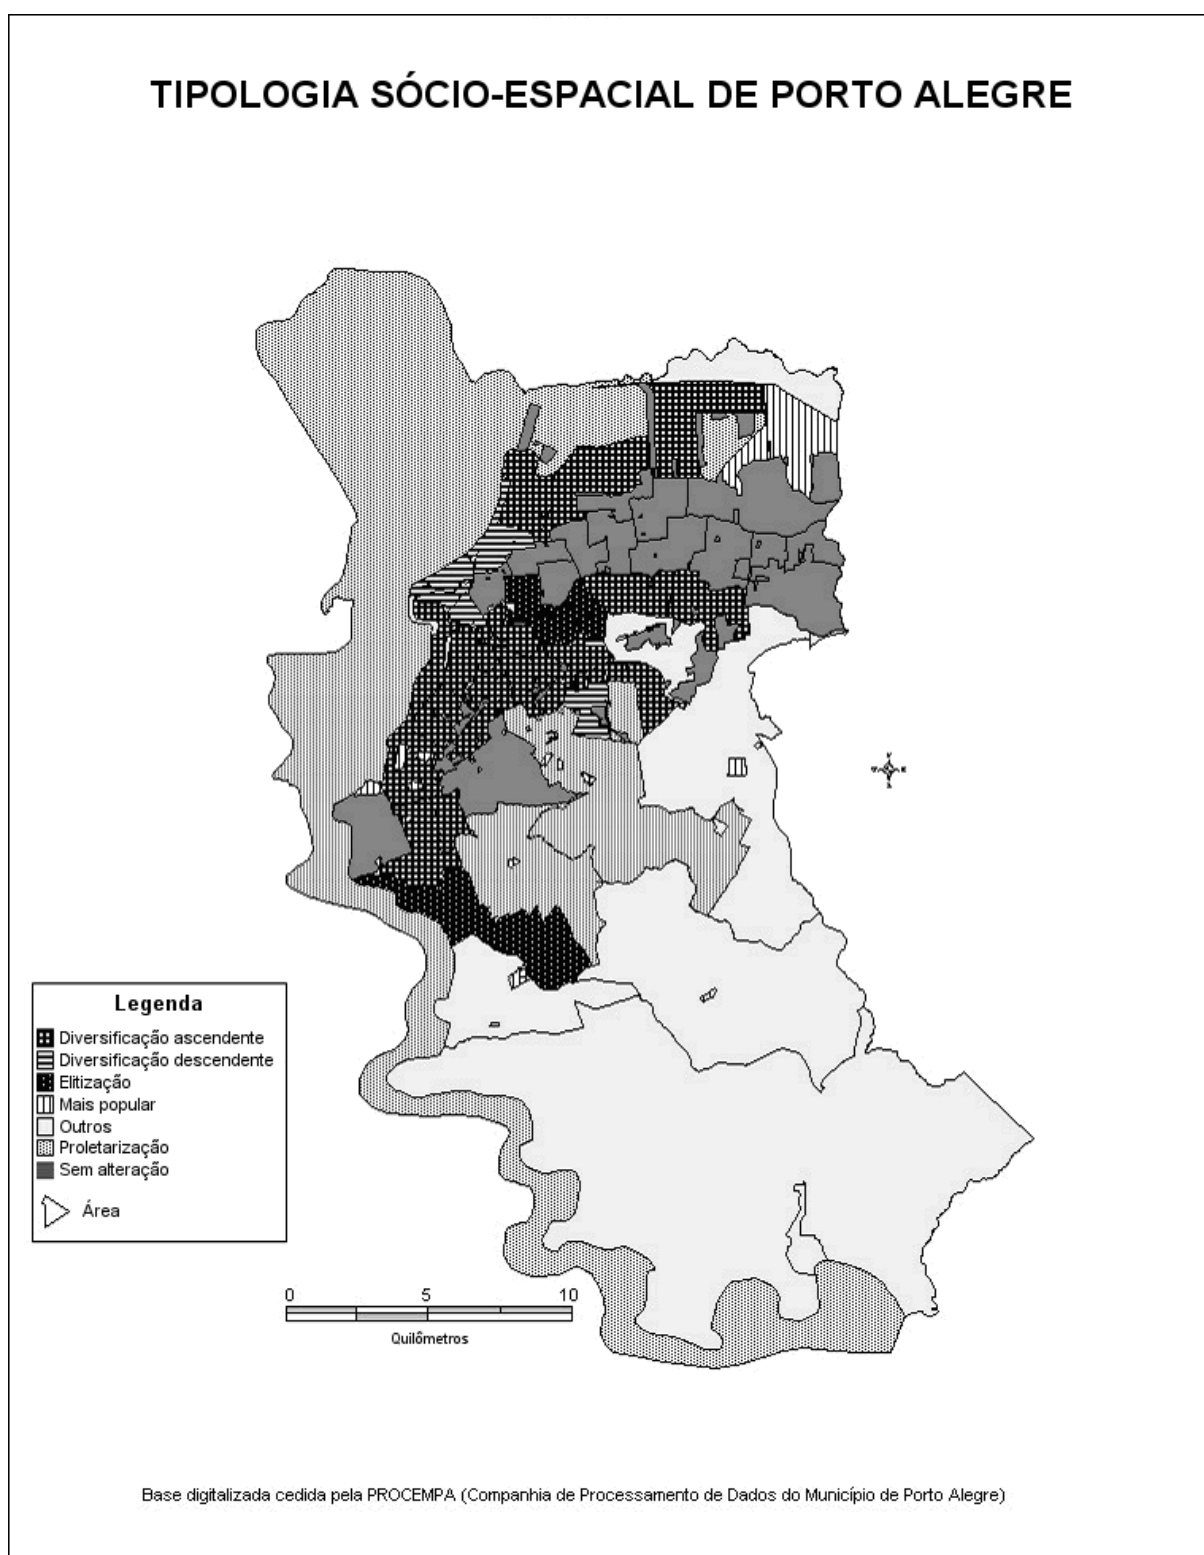 TIPOLOGIA SÓCIO-ESPACIAL DE PORTO ALEGRE
Legenda
Diversificação ascendente
Diversificação descendente
Elitização
Mais popular
Outros
Proletarização
Sem alteração
Área
0 5 10
Quilômetros
Base digitalizada cedida pela PROCEMPA (Companhia de Processamento de Dados do Município de Porto Alegre)